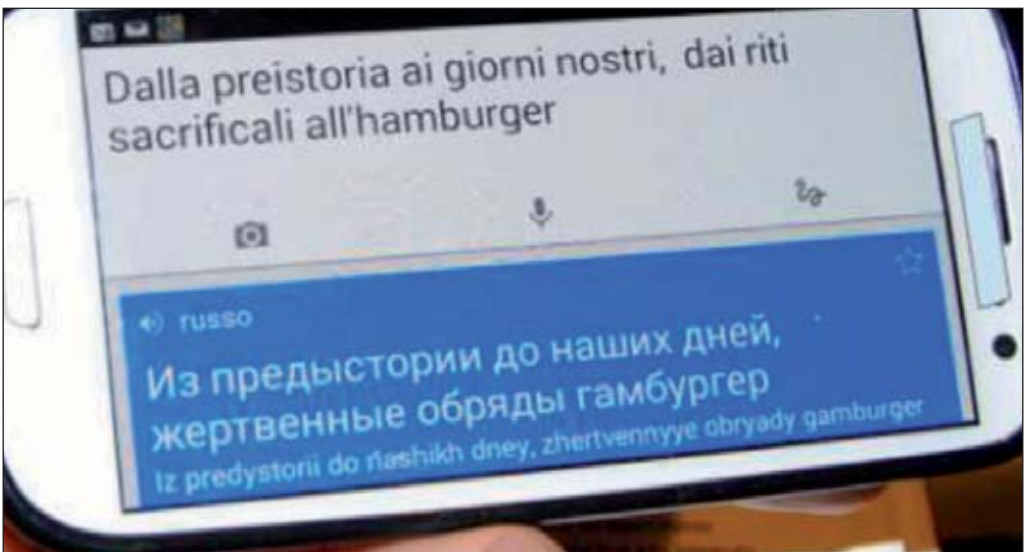 Dalla preistoria ai giorni nostri, dai riti
sacrificali all'hamburger
russo
Из предыстории до наших дней,
жертвенные обряды гамбургер
Iz predystorii do nashikh dney, zhertvennyye obryady gamburger